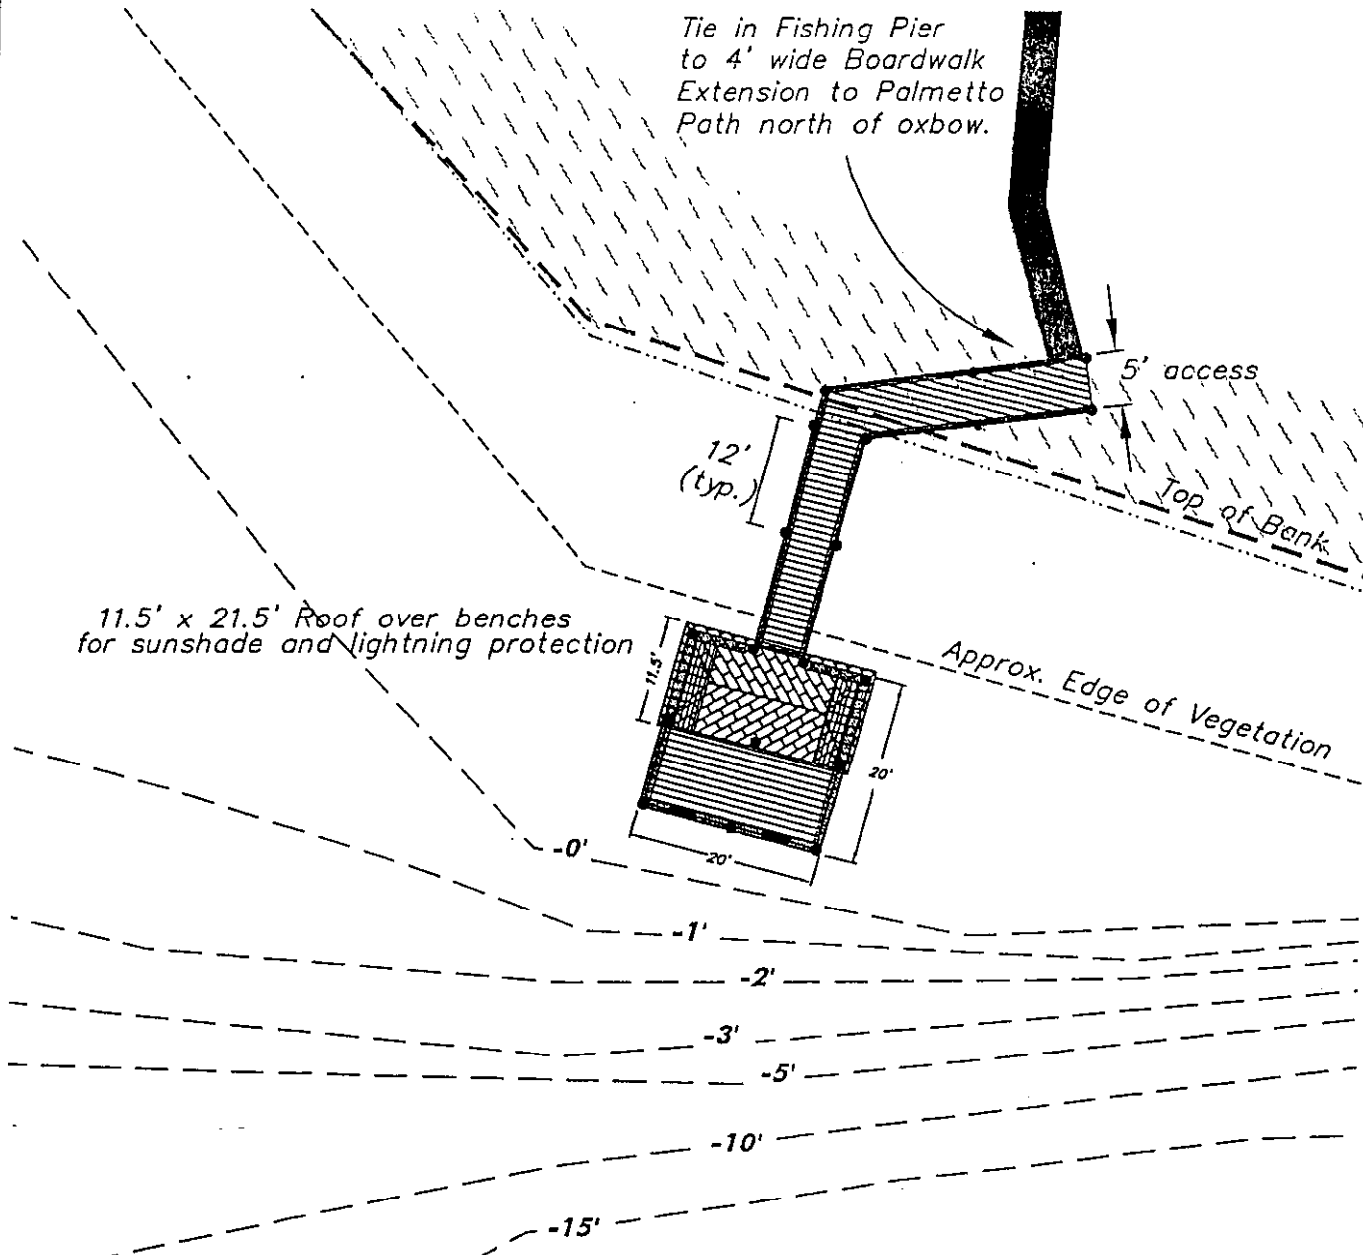 Tie in Fishing Pier
to 4' wide Boardwalk
Extension to Palmetto
Path north of oxbow.
5' access
12'
(typ.)
Top of Bank
11.5' x 21.5' Roof over benches
for sunshade and lightning protection
11.5'
Approx. Edge of Vegetation
20'
20'
-0'
-1'
-2'
-3'
-5'
-10'
-15'